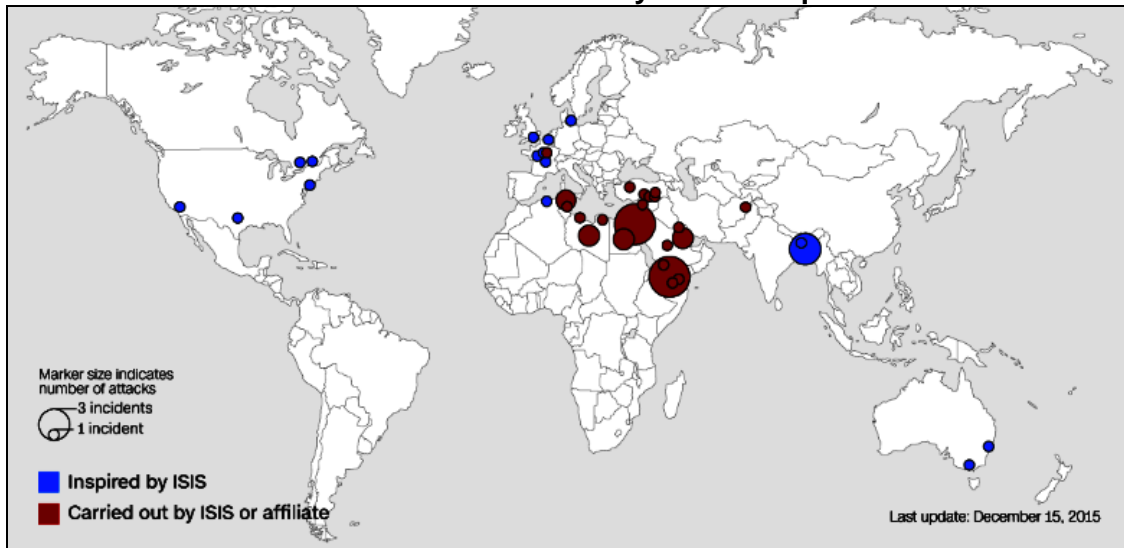 Marker size indicates
number of attacks
3 incidents
1 incident
Inspired by ISIS
Carried out by ISIS or affiliate
Last update: December 15, 2015